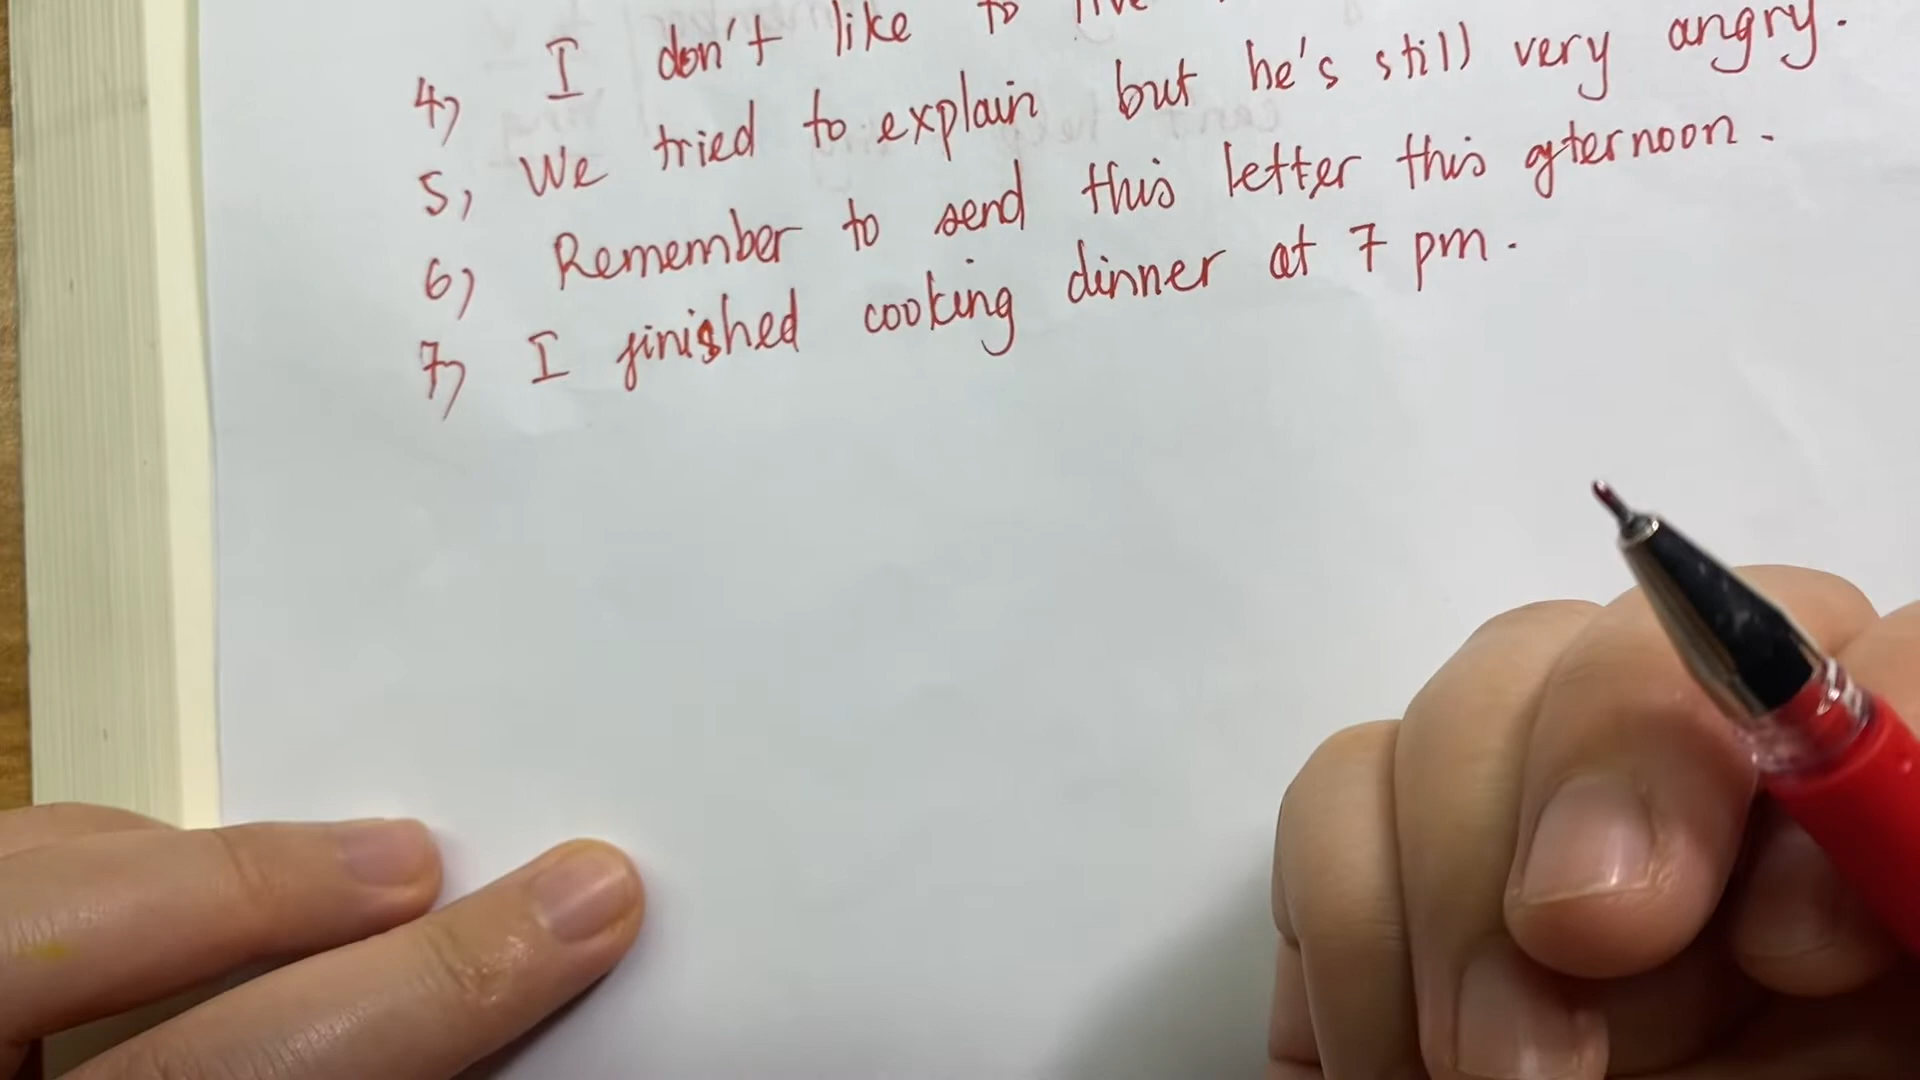 4) I don't like to live
5, We tried to explain but he's still very angry.
6) Remember to send this letter this afternoon.
7) I finished cooking dinner at 7 pm.